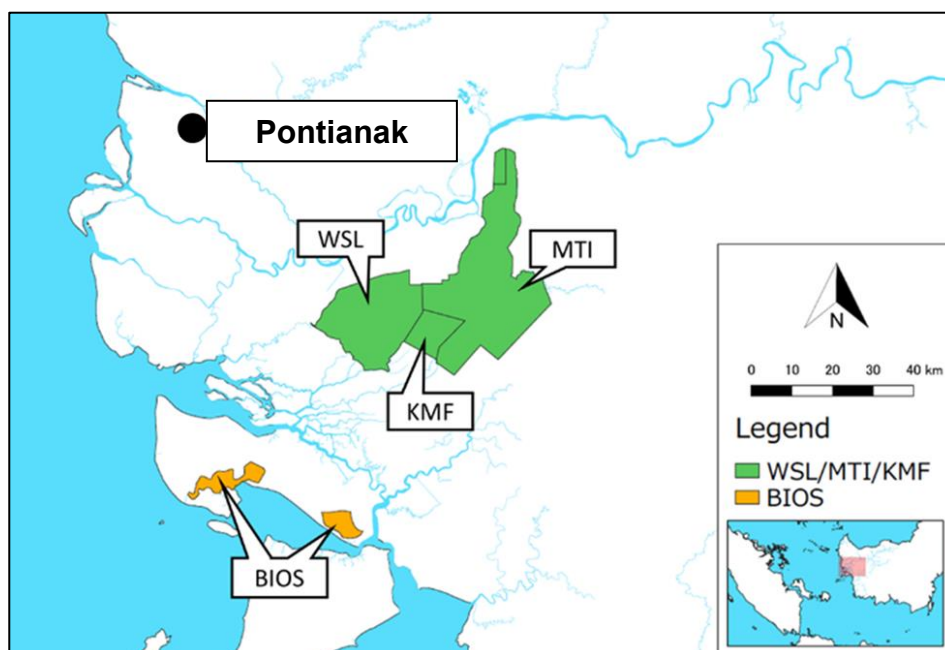 Pontianak
WSL
MTI
KMF
BIOS
N
0 10 20 30 40 km
Legend
WSL/MTI/KMF
BIOS